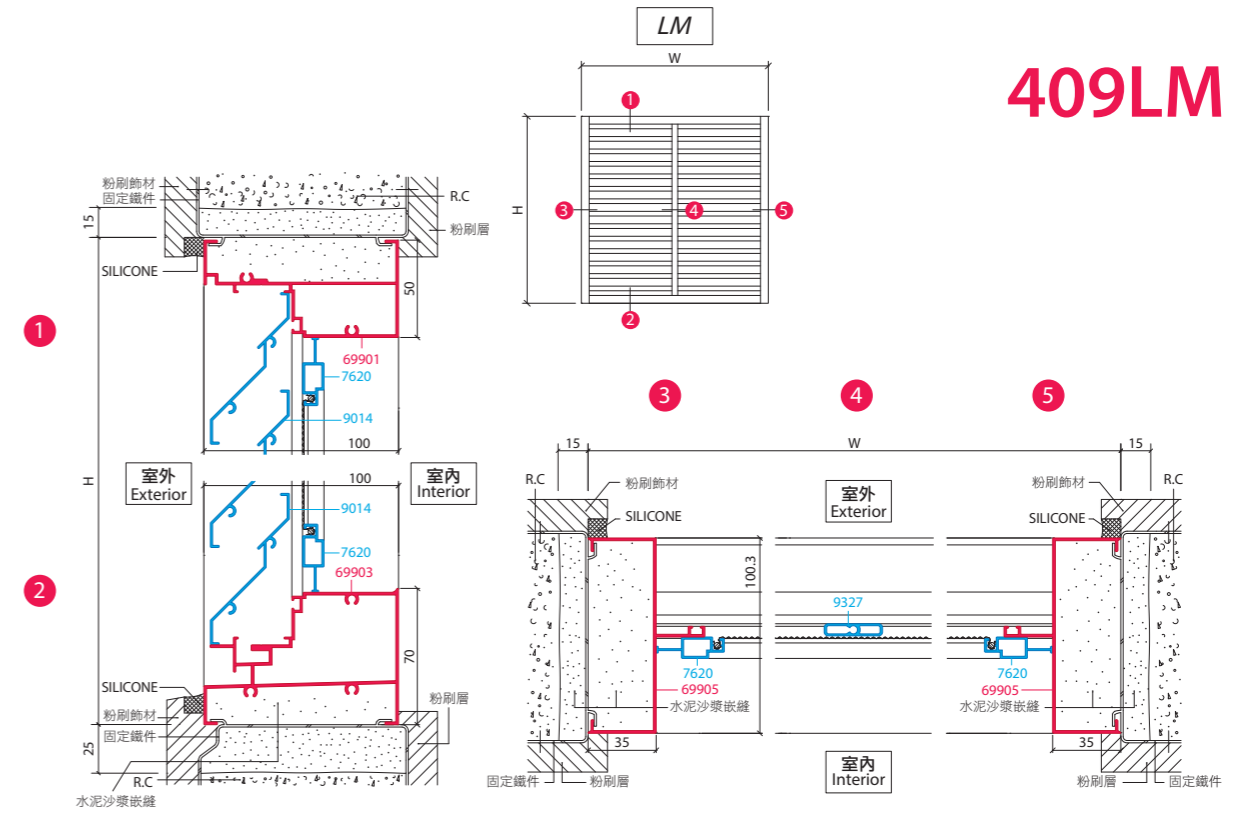 LM
409LM
W
H
1
2
3
4
5
粉刷飾材
固定鐵件
15
SILICONE
R.C
粉刷層
50
69901
7620
9014
100
1
H
室外
Exterior
室內
Interior
100
9014
7620
69903
2
70
SILICONE
粉刷飾材
固定鐵件
25
R.C
水泥沙漿嵌縫
粉刷層
3
4
5
15
W
15
R.C
粉刷飾材
SILICONE
室外
Exterior
粉刷飾材
SILICONE
R.C
100.3
9327
7620
69905
水泥沙漿嵌縫
7620
69905
水泥沙漿嵌縫
35
35
室內
Interior
固定鐵件
粉刷層
粉刷層
固定鐵件